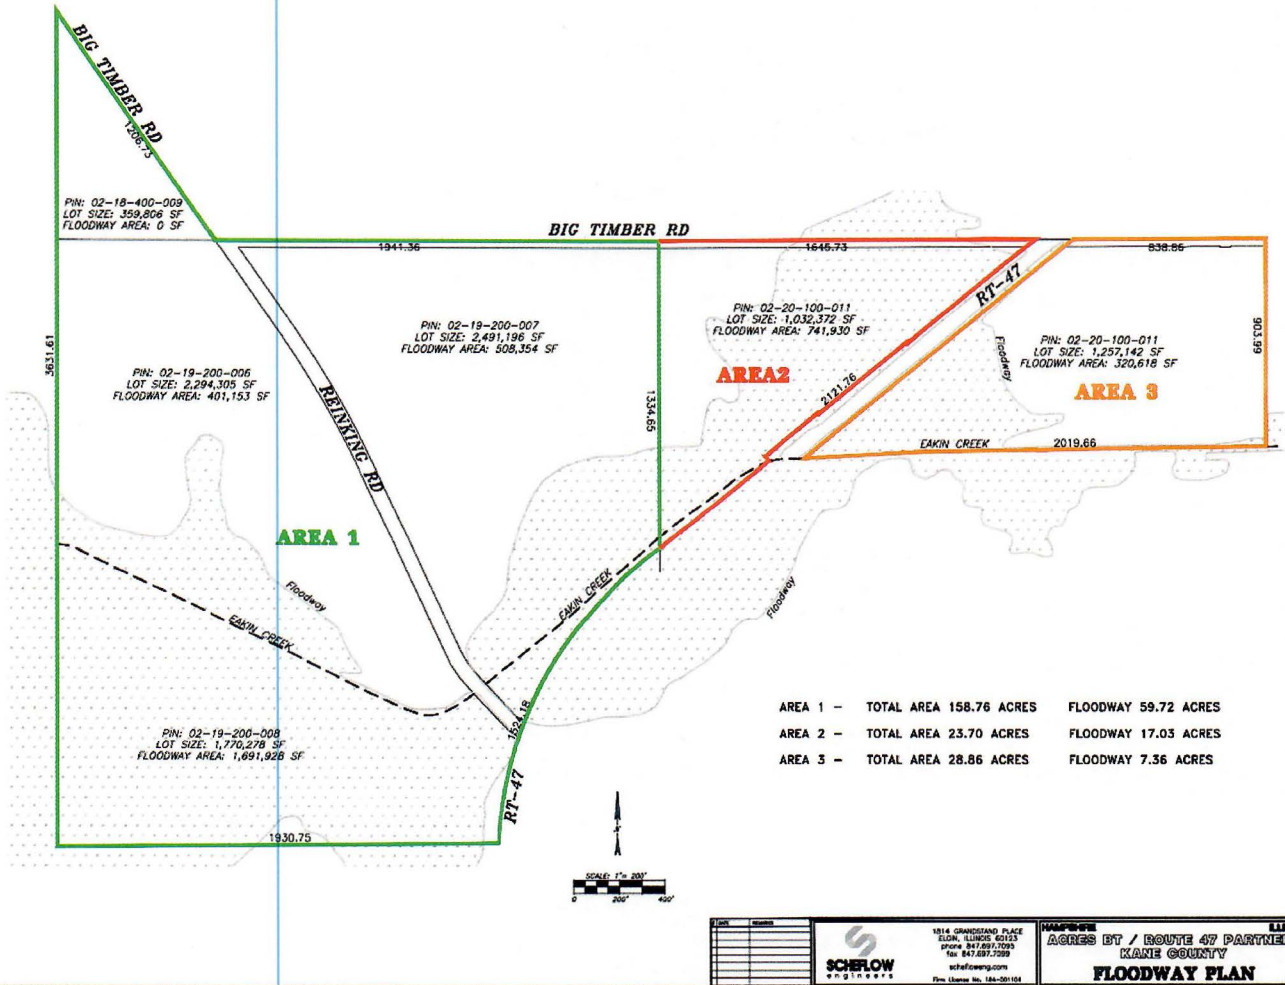 BIG TIMBER RD
1206.73
PIN: 02-18-400-009
LOT SIZE: 359,806 SF
FLOODWAY AREA: 0 SF
BIG TIMBER RD
1941.36
1645.73
838.86
RT-47
3631.61
PIN: 02-19-200-006
LOT SIZE: 2,294,305 SF
FLOODWAY AREA: 401,153 SF
REINKING RD
PIN: 02-19-200-007
LOT SIZE: 2,491,196 SF
FLOODWAY AREA: 508,354 SF
1334.65
PIN: 02-20-100-011
LOT SIZE: 1,032,372 SF
FLOODWAY AREA: 741,930 SF
AREA2
2121.76
Floodway
PIN: 02-20-100-011
LOT SIZE: 1,257,142 SF
FLOODWAY AREA: 320,618 SF
AREA 3
903.99
EAKIN CREEK
2019.66
AREA 1
Floodway
EAKIN CREEK
EAKIN CREEK
Floodway
PIN: 02-19-200-008
LOT SIZE: 1,770,278 SF
FLOODWAY AREA: 1,691,928 SF
1524.18
RT-47
1930.75
AREA 1 - TOTAL AREA 158.76 ACRES FLOODWAY 59.72 ACRES
AREA 2 - TOTAL AREA 23.70 ACRES FLOODWAY 17.03 ACRES
AREA 3 - TOTAL AREA 28.86 ACRES FLOODWAY 7.36 ACRES
SCALE: 1"= 200'
0 200' 400'
# DATE REMARKS
SCHEFLOW
engineers
1814 GRANDSTAND PLACE
ELGIN, ILLINOIS 60123
phone 847.697.7095
fax 847.697.7099
schefloweng.com
Firm License No. 184-001104
HAMPSHIRE
ACRES BT / ROUTE 47 PARTNE
KANE COUNTY
FLOODWAY PLAN